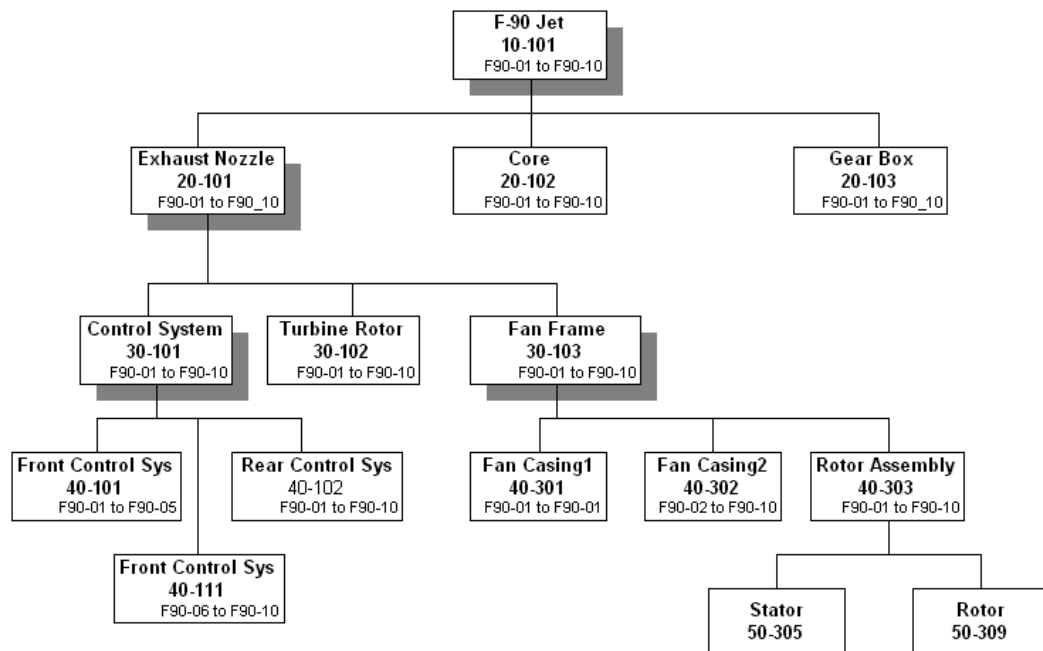 F-90 Jet
10-101
F90-01 to F90-10
Exhaust Nozzle
20-101
F90-01 to F90_10
Core
20-102
F90-01 to F90-10
Gear Box
20-103
F90-01 to F90_10
Control System
30-101
F90-01 to F90-10
Turbine Rotor
30-102
F90-01 to F90-10
Fan Frame
30-103
F90-01 to F90-10
Front Control Sys
40-101
F90-01 to F90-05
Rear Control Sys
40-102
F90-01 to F90-10
Fan Casing1
40-301
F90-01 to F90-01
Fan Casing2
40-302
F90-02 to F90-10
Rotor Assembly
40-303
F90-01 to F90-10
Front Control Sys
40-111
F90-06 to F90-10
Stator
50-305
Rotor
50-309